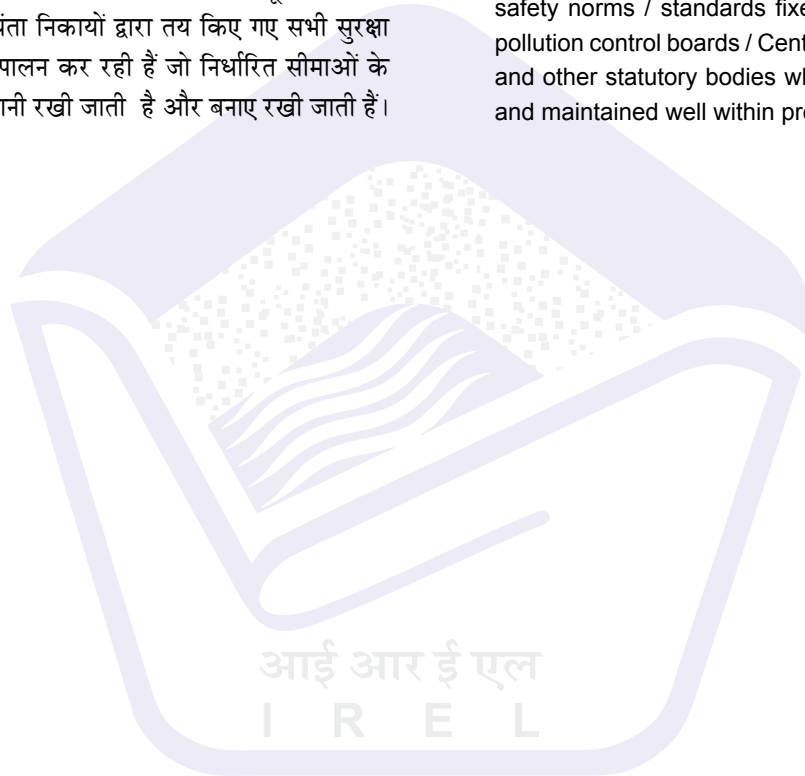 निकायों द्वारा तय किए गए सभी सुरक्षा
पालन कर रही हैं जो निर्धारित सीमाओं के
रखी जाती है और बनाए रखी जाती हैं।
safety norms / standards fixe
pollution control boards / Cent
and other statutory bodies wh
and maintained well within pre
आई आर ई एल
I R E L